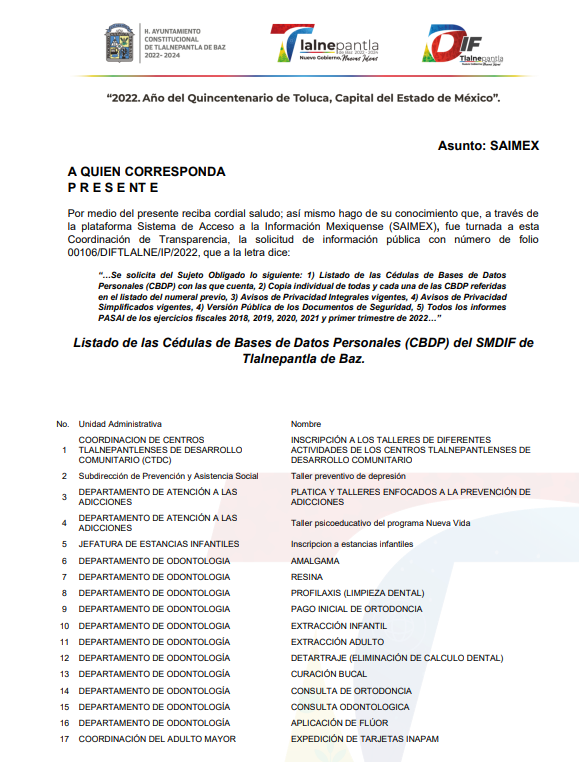 H. AYUNTAMIENTO
CONSTITUCIONAL
DE TLALNEPANTLA DE BAZ
2022- 2024
Tlalnepantla
DE BAZ 2022 - 2024
Nuevo Gobierno, Nuevas Ideas
DIF
Tlalnepantla
Nuevo Gobierno, Nuevas Ideas
“2022. Año del Quincentenario de Toluca, Capital del Estado de México”.
Asunto: SAIMEX
A QUIEN CORRESPONDA
P R E S E N T E
Por medio del presente reciba cordial saludo; así mismo hago de su conocimiento que, a través de
la plataforma Sistema de Acceso a la Información Mexiquense (SAIMEX), fue turnada a esta
Coordinación de Transparencia, la solicitud de información pública con número de folio
00106/DIFTLALNE/IP/2022, que a la letra dice:
“…Se solicita del Sujeto Obligado lo siguiente: 1) Listado de las Cédulas de Bases de Datos
Personales (CBDP) con las que cuenta, 2) Copia individual de todas y cada una de las CBDP referidas
en el listado del numeral previo, 3) Avisos de Privacidad Integrales vigentes, 4) Avisos de Privacidad
Simplificados vigentes, 4) Versión Pública de los Documentos de Seguridad, 5) Todos los informes
PASAI de los ejercicios fiscales 2018, 2019, 2020, 2021 y primer trimestre de 2022…”
Listado de las Cédulas de Bases de Datos Personales (CBDP) del SMDIF de
Tlalnepantla de Baz.
No. Unidad Administrativa Nombre
1 COORDINACION DE CENTROS TLALNEPANTLENSES DE DESARROLLO COMUNITARIO (CTDC) INSCRIPCIÓN A LOS TALLERES DE DIFERENTES ACTIVIDADES DE LOS CENTROS TLALNEPANTLENSES DE DESARROLLO COMUNITARIO
2 Subdirección de Prevención y Asistencia Social Taller preventivo de depresión
3 DEPARTAMENTO DE ATENCIÓN A LAS ADICCIONES PLATICA Y TALLERES ENFOCADOS A LA PREVENCIÓN DE ADICCIONES
4 DEPARTAMENTO DE ATENCIÓN A LAS ADICCIONES Taller psicoeducativo del programa Nueva Vida
5 JEFATURA DE ESTANCIAS INFANTILES Inscripcion a estancias infantiles
6 DEPARTAMENTO DE ODONTOLOGIA AMALGAMA
7 DEPARTAMENTO DE ODONTOLOGIA RESINA
8 DEPARTAMENTO DE ODONTOLOGIA PROFILAXIS (LIMPIEZA DENTAL)
9 DEPARTAMENTO DE ODONTOLOGIA PAGO INICIAL DE ORTODONCIA
10 DEPARTAMENTO DE ODONTOLOGÍA EXTRACCIÓN INFANTIL
11 DEPARTAMENTO DE ODONTOLOGÍA EXTRACCIÓN ADULTO
12 DEPARTAMENTO DE ODONTOLOGÍA DETARTRAJE (ELIMINACIÓN DE CALCULO DENTAL)
13 DEPARTAMENTO DE ODONTOLOGÍA CURACIÓN BUCAL
14 DEPARTAMENTO DE ODONTOLOGÍA CONSULTA DE ORTODONCIA
15 DEPARTAMENTO DE ODONTOLOGÍA CONSULTA ODONTOLOGICA
16 DEPARTAMENTO DE ODONTOLOGÍA APLICACIÓN DE FLÚOR
17 COORDINACIÓN DEL ADULTO MAYOR EXPEDICIÓN DE TARJETAS INAPAM